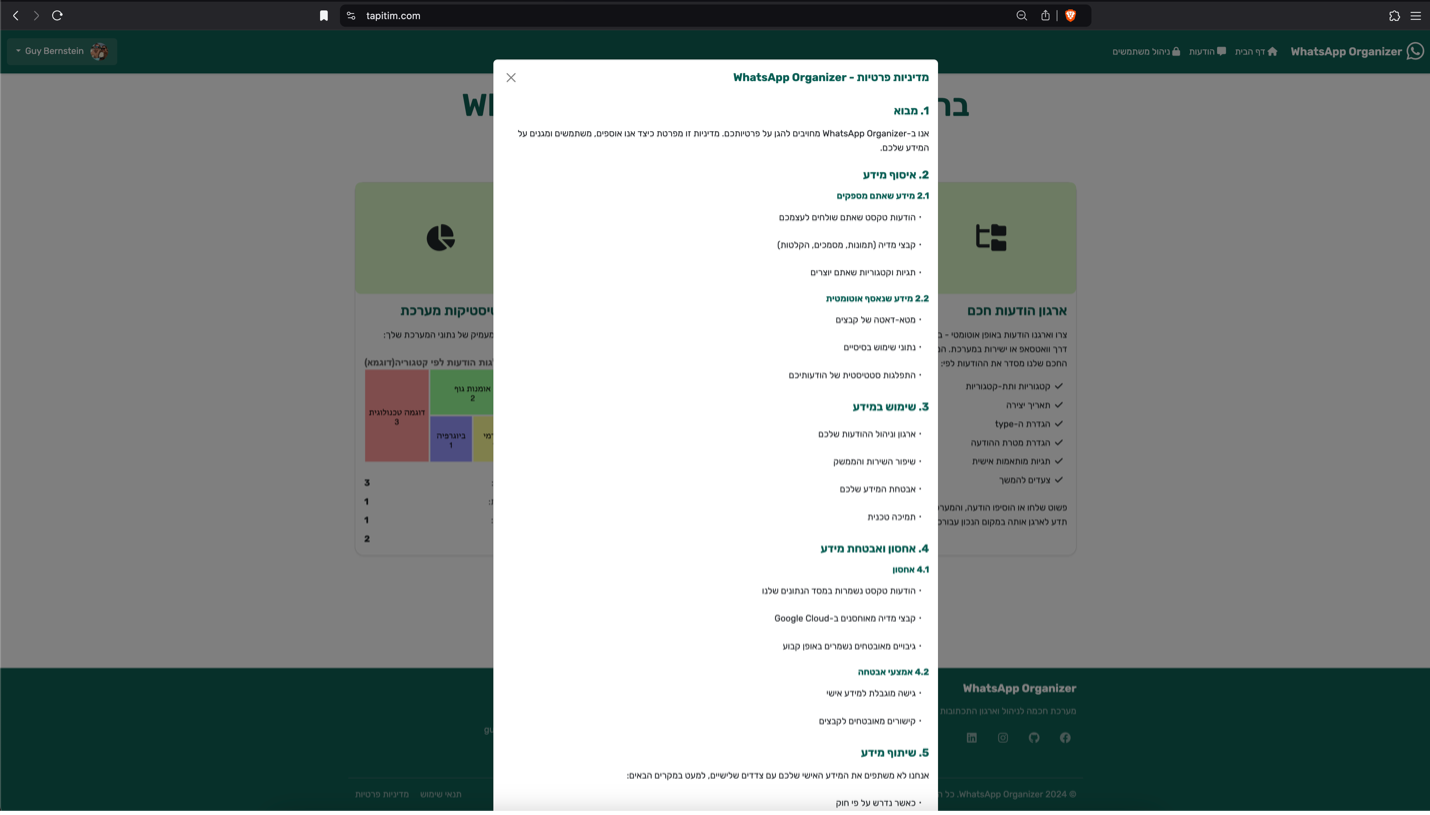 tapitim.com
WhatsApp Organizer
דף הבית
הודעות
ניהול משתמשים
Guy Bernstein
מדיניות פרטיות - WhatsApp Organizer
1. מבוא
אנו ב-WhatsApp Organizer מחויבים להגן על פרטיותכם. מדיניות זו מפרטת כיצד אנו אוספים, משתמשים ומגנים על
המידע שלכם.
2. איסוף מידע
2.1 מידע שאתם מספקים
• הודעות טקסט שאתם שולחים לעצמכם
• קבצי מדיה (תמונות, מסמכים, הקלטות)
• תגיות וקטגוריות שאתם יוצרים
2.2 מידע שנאסף אוטומטית
• מטא-דאטה של קבצים
• נתוני שימוש בסיסיים
• התפלגות סטטיסטית של הודעותיכם
3. שימוש במידע
• ארגון וניהול ההודעות שלכם
• שיפור השירות והממשק
• אבטחת המידע שלכם
• תמיכה טכנית
4. אחסון ואבטחת מידע
4.1 אחסון
• הודעות טקסט נשמרות במסד הנתונים שלנו
• קבצי מדיה מאוחסנים ב-Google Cloud
• גיבויים מאובטחים נשמרים באופן קבוע
4.2 אמצעי אבטחה
• גישה מוגבלת למידע אישי
• קישורים מאובטחים לקבצים
5. שיתוף מידע
אנחנו לא משתפים את המידע האישי שלכם עם צדדים שלישיים, למעט במקרים הבאים:
• כאשר נדרש על פי חוק
ארגון הודעות חכם
צרו וארגנו הודעות באופן אוטומטי -
דרך וואטסאפ או ישירות במערכת.
החכם שלנו מסדר את ההודעות לפי:
קטגוריות ותת-קטגוריות
תאריך יצירה
הגדרת ה-type
הגדרת מטרת ההודעה
תגיות מותאמות אישית
צעדים להמשך
פשוט שלחו או הוסיפו הודעה,
תדע לארגן אותה במקום הנכון
מערכת
מעמיק של נתוני המערכת שלך:
הודעות לפי קטגוריה(דוגמא)
דוגמה טכנולוגית
3
אומנות גוף
2
ביוגרפיה
1
3
1
1
2
WhatsApp Organizer
מערכת חכמה לניהול וארגון התכתובות
© 2024 WhatsApp Organizer. כל
תנאי שימוש
מדיניות פרטיות